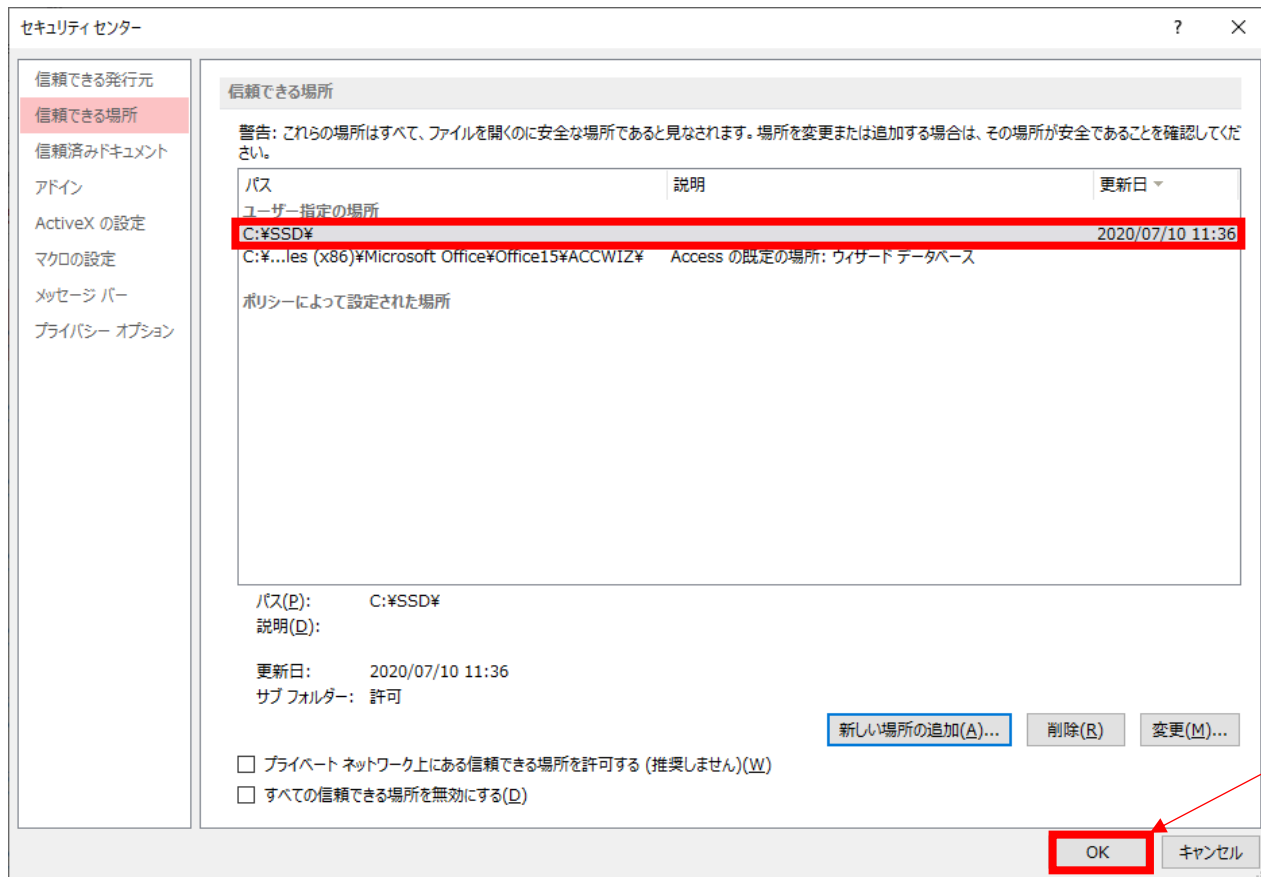 セキュリティ センター
?
信頼できる発行元
信頼できる場所
信頼済みドキュメント
アドイン
ActiveX の設定
マクロの設定
メッセージ バー
プライバシー オプション
信頼できる場所
警告: これらの場所はすべて、ファイルを開くのに安全な場所であると見なされます。場所を変更または追加する場合は、その場所が安全であることを確認してくだ
さい。
パス 説明 更新日
ユーザー指定の場所
C:¥SSD¥ 2020/07/10 11:36
C:¥...les (x86)¥Microsoft Office¥Office15¥ACCWIZ¥ Access の既定の場所: ウィザード データベース
ポリシーによって設定された場所
パス(P): C:¥SSD¥
説明(D):
更新日: 2020/07/10 11:36
サブ フォルダー: 許可
新しい場所の追加(A)... 削除(R) 変更(M)...
プライベート ネットワーク上にある信頼できる場所を許可する (推奨しません)(W)
すべての信頼できる場所を無効にする(D)
OK キャンセル